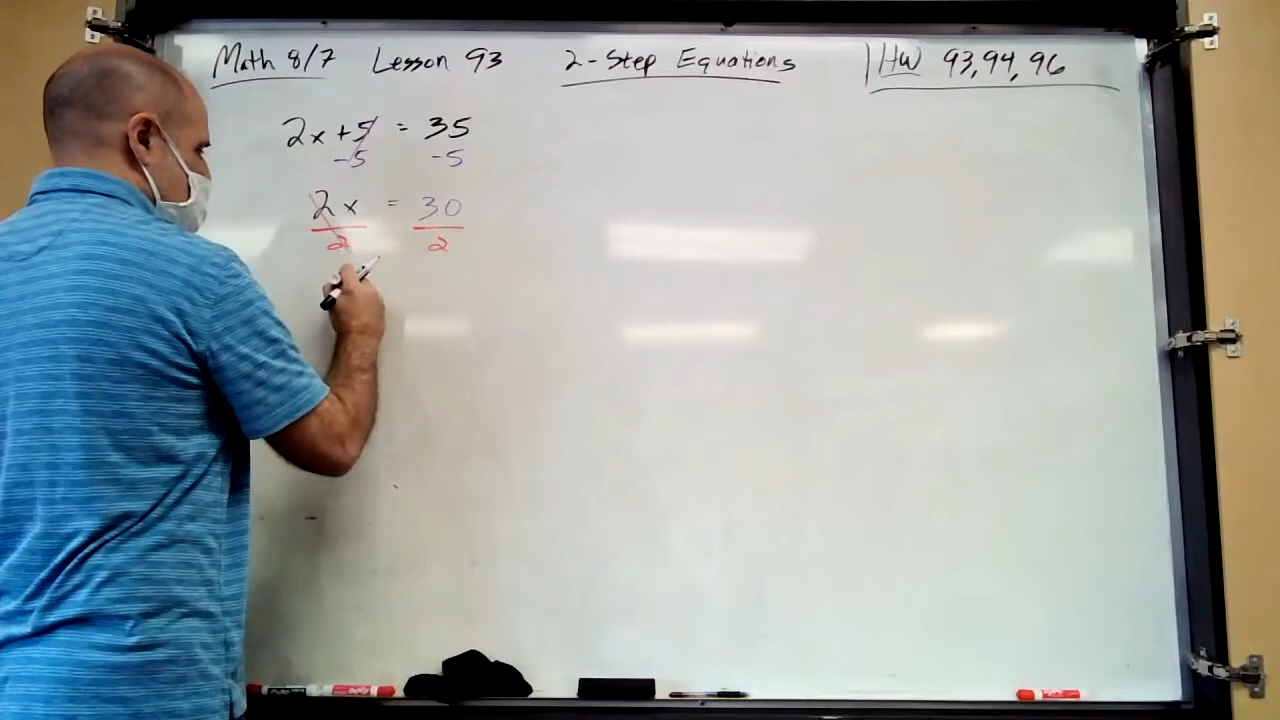 Math 8/7 Lesson 93 2-Step Equations HW 93, 94, 96
2x + 5 = 35
-5 -5
2x = 30
2 2